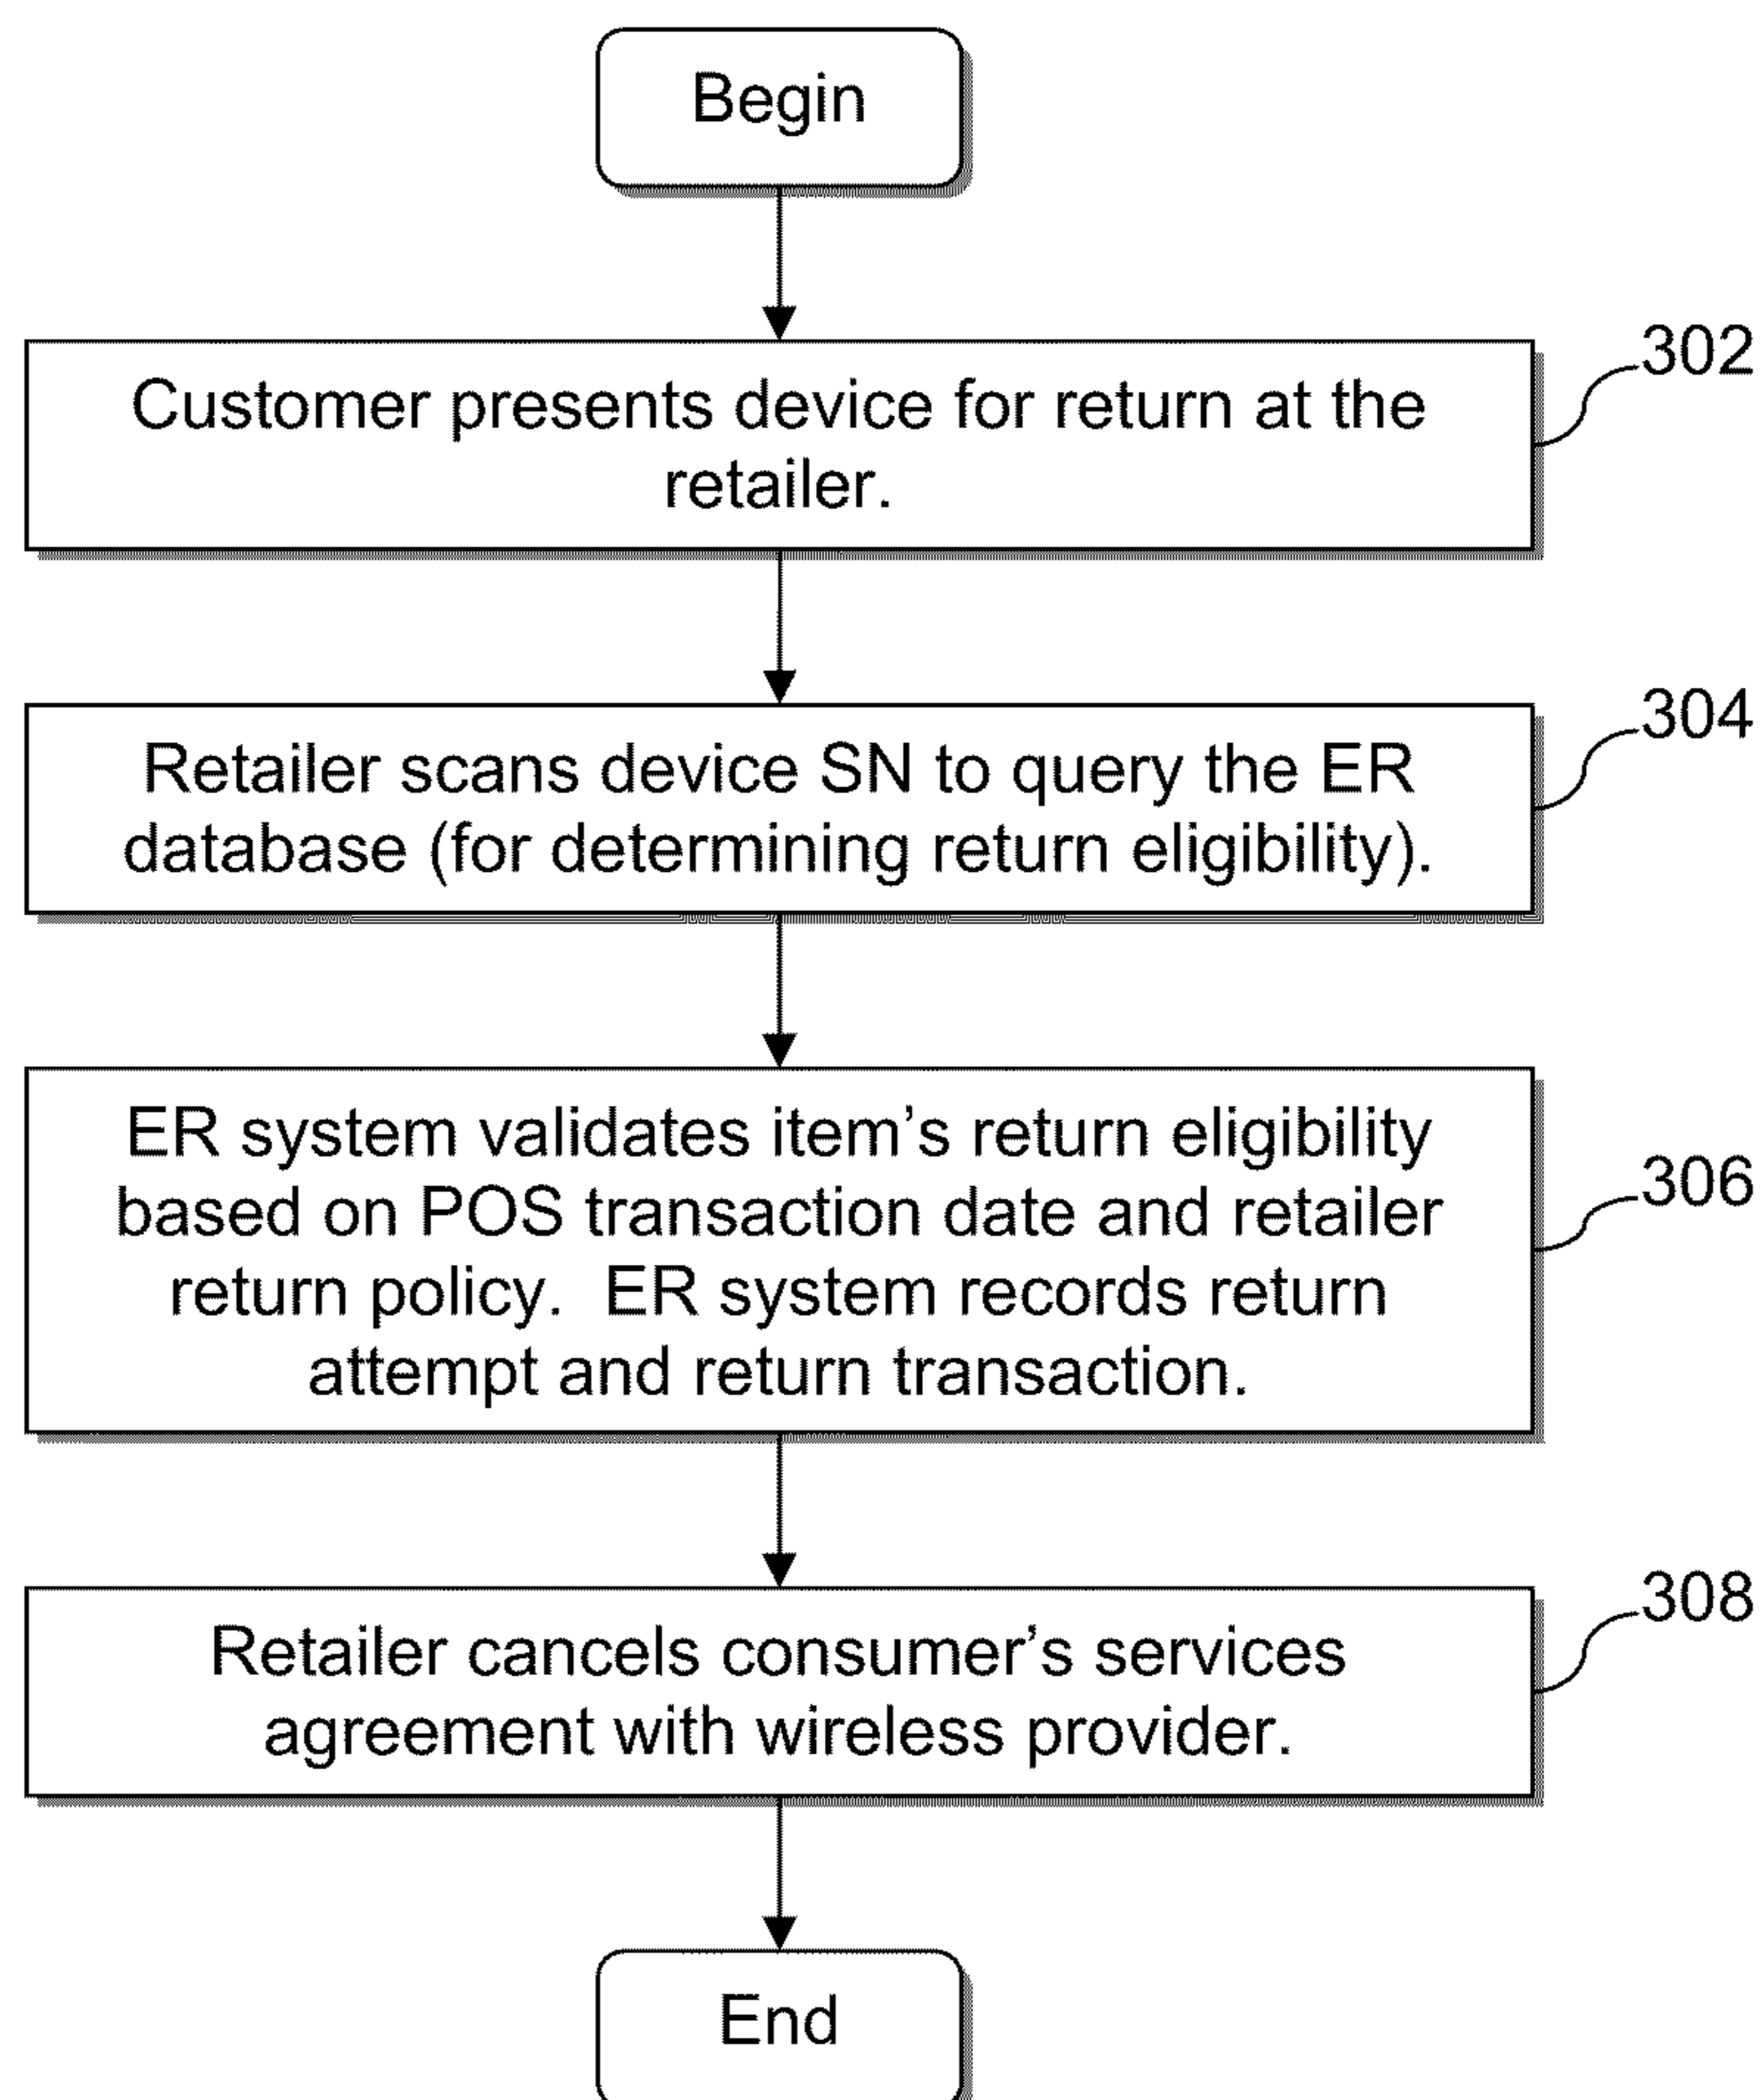 Begin
302
Customer presents device for return at the
retailer.
304
Retailer scans device SN to query the ER
database (for determining return eligibility).
306
ER system validates item’s return eligibility
based on POS transaction date and retailer
return policy.  ER system records return
attempt and return transaction.
308
Retailer cancels consumer’s services
agreement with wireless provider.
End